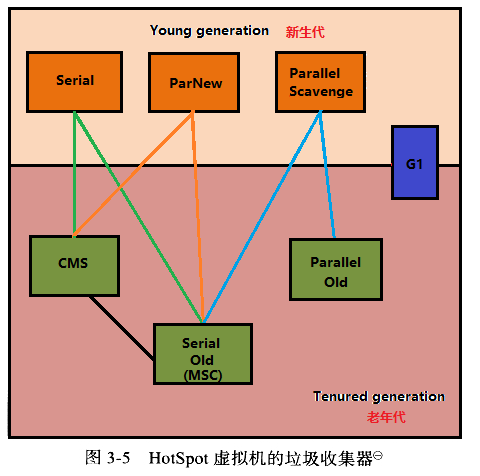 Young generation 新生代
Serial
ParNew
Parallel
Scavenge
G1
CMS
Parallel
Old
Serial
Old
(MSC)
Tenured generation
老年代
图 3-5 HotSpot 虚拟机的垃圾收集器㊀